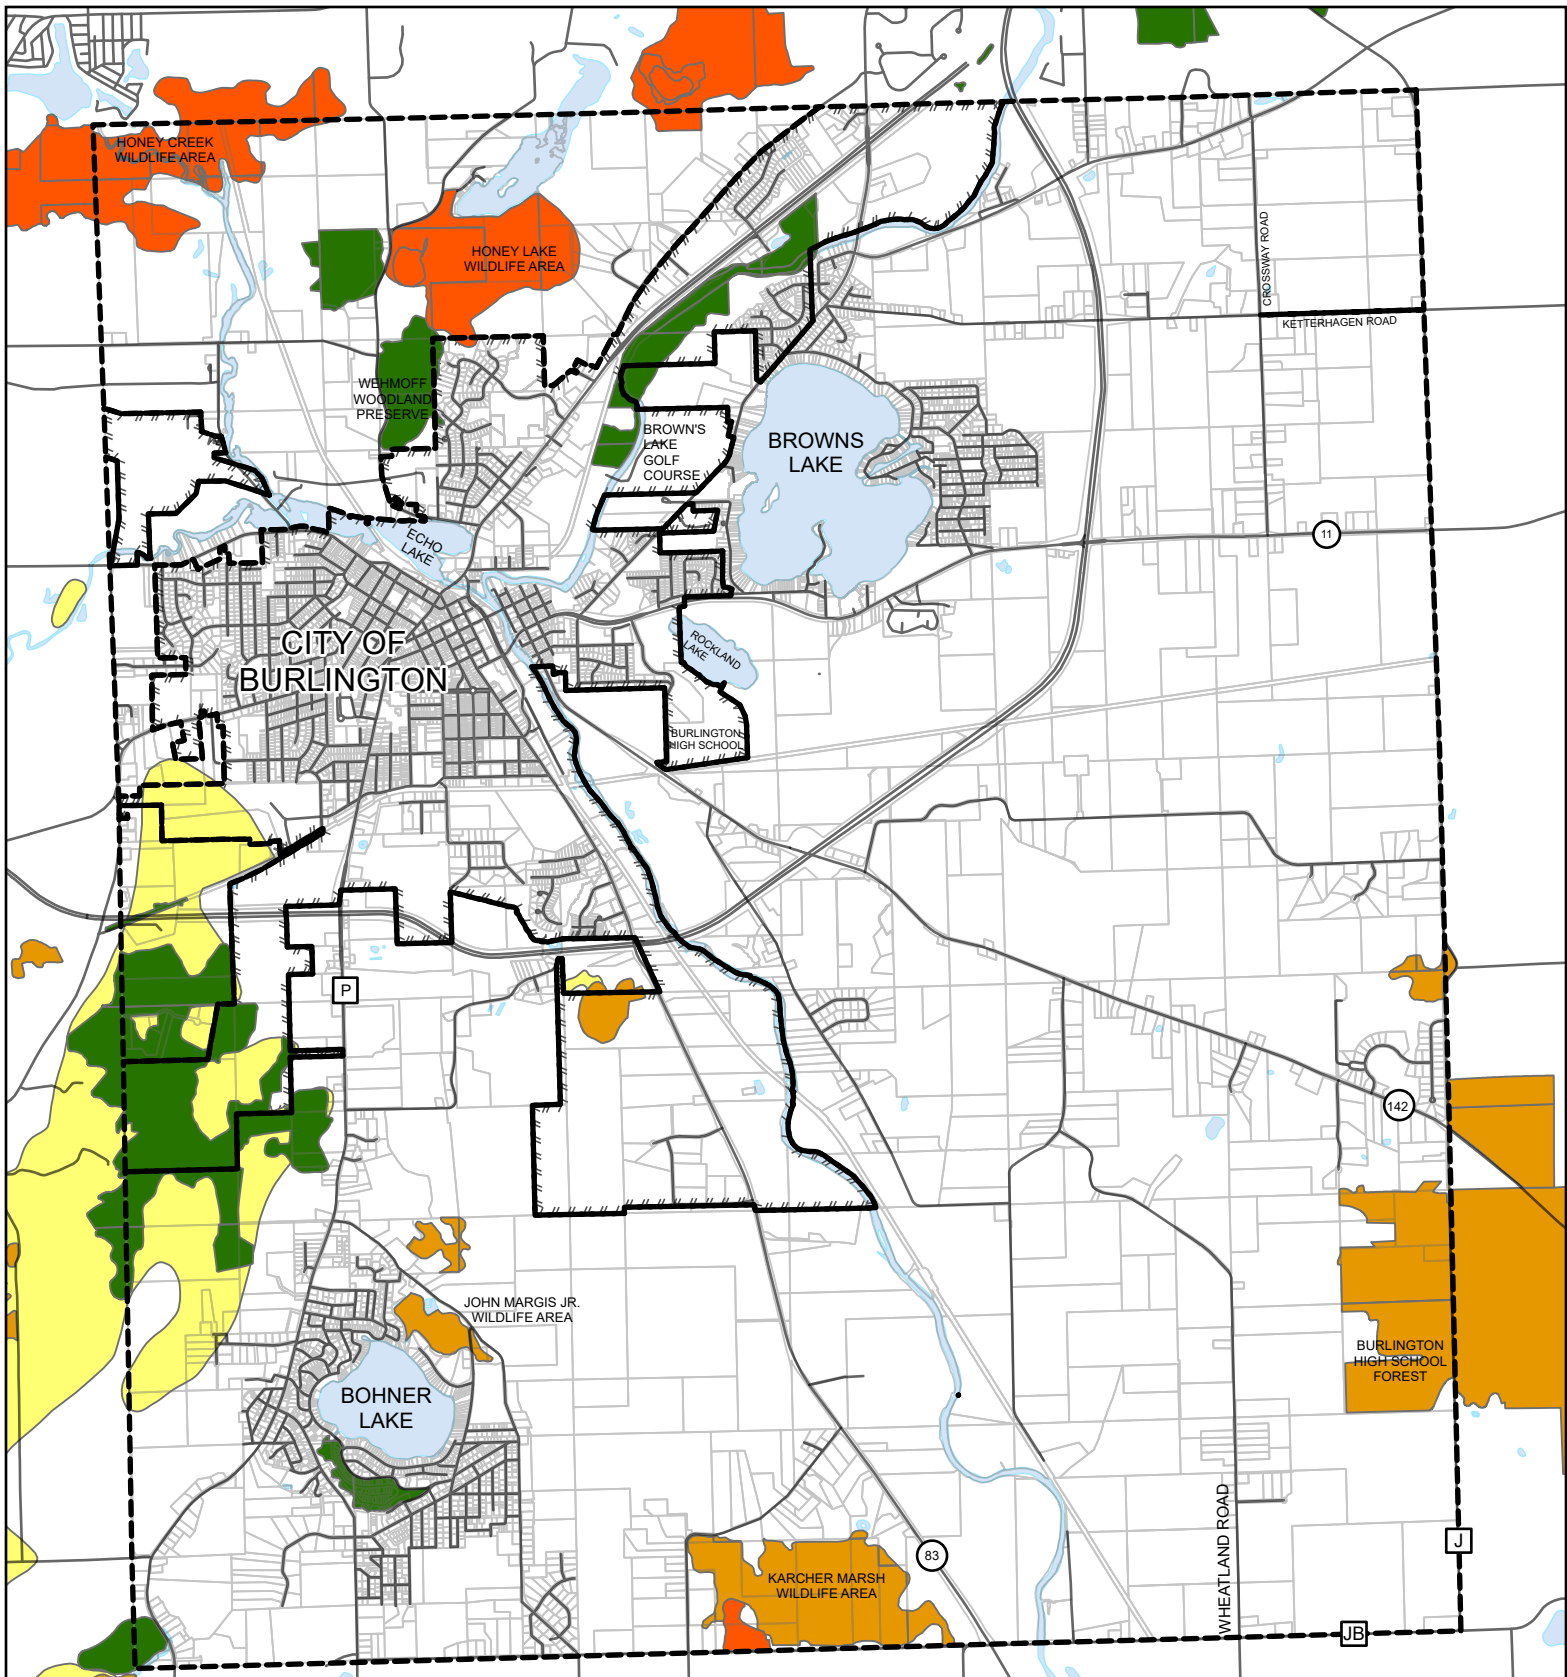 HONEY CREEK
WILDLIFE AREA
HONEY LAKE
WILDLIFE AREA
CROSSWAY ROAD
KETTERHAGEN ROAD
WEHMOFF
WOODLAND
PRESERVE
BROWN'S
LAKE
GOLF
COURSE
BROWNS
LAKE
ECHO
LAKE
11
CITY OF
BURLINGTON
ROCKLAND
LAKE
BURLINGTON
HIGH SCHOOL
P
142
JOHN MARGIS JR.
WILDLIFE AREA
BURLINGTON
HIGH SCHOOL
FOREST
BOHNER
LAKE
WHEATLAND ROAD
J
83
KARCHER MARSH
WILDLIFE AREA
JB